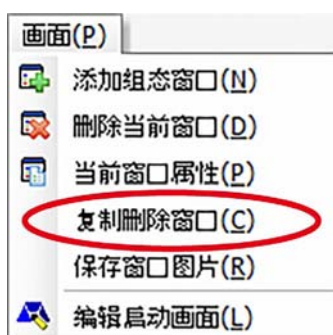 画面(P)
添加组态窗口(N)
删除当前窗口(D)
当前窗口属性(P)
复制删除窗口(C)
保存窗口图片(R)
编辑启动画面(L)